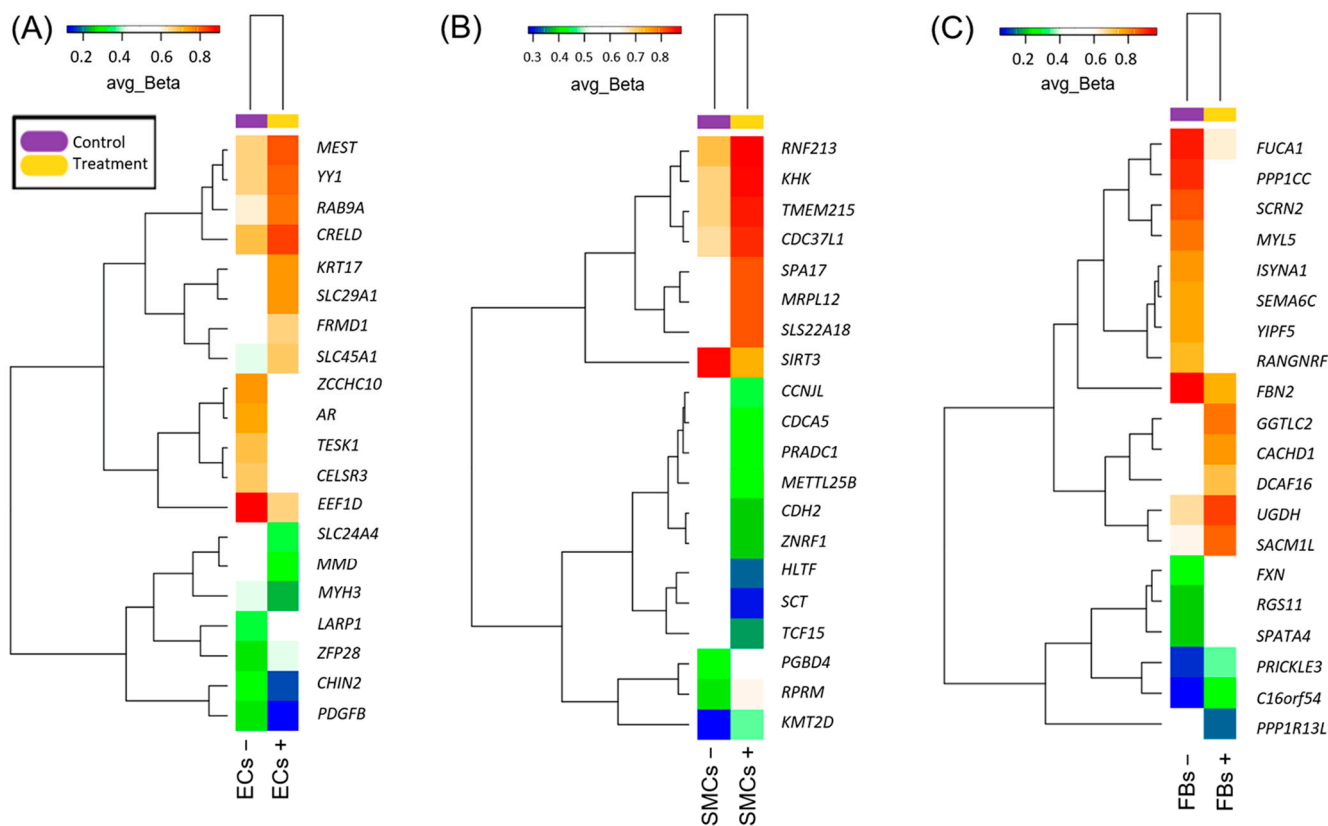 (A)
0.2 0.4 0.6 0.8
avg_Beta
Control
Treatment
MEST
YY1
RAB9A
CRELD
KRT17
SLC29A1
FRMD1
SLC45A1
ZCCHC10
AR
TESK1
CELSR3
EEF1D
SLC24A4
MMD
MYH3
LARP1
ZFP28
CHIN2
PDGFB
ECs –
ECs +
(B)
0.3 0.4 0.5 0.6 0.7 0.8
avg_Beta
RNF213
KHK
TMEM215
CDC37L1
SPA17
MRPL12
SLS22A18
SIRT3
CCNJL
CDCA5
PRADC1
METTL25B
CDH2
ZNRF1
HLTF
SCT
TCF15
PGBD4
RPRM
KMT2D
SMCs –
SMCs +
(C)
0.2 0.4 0.6 0.8
avg_Beta
FUCA1
PPP1CC
SCRN2
MYL5
ISYNA1
SEMA6C
YIPF5
RANGNRF
FBN2
GGTLC2
CACHD1
DCAF16
UGDH
SACM1L
FXN
RGS11
SPATA4
PRICKLE3
C16orf54
PPP1R13L
FBs –
FBs +